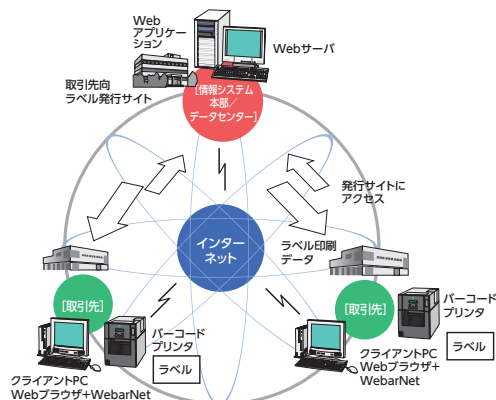 Web
アプリケー
ション
Webサーバ
取引先向
ラベル発行サイト
[情報システム
本部／
データセンター]
発行サイトに
アクセス
インター
ネット
ラベル印刷
データ
[取引先]
バーコード
プリンタ
ラベル
クライアントPC
Webブラウザ+WebarNet
[取引先]
バーコード
プリンタ
ラベル
クライアントPC
Webブラウザ+
WebarNet